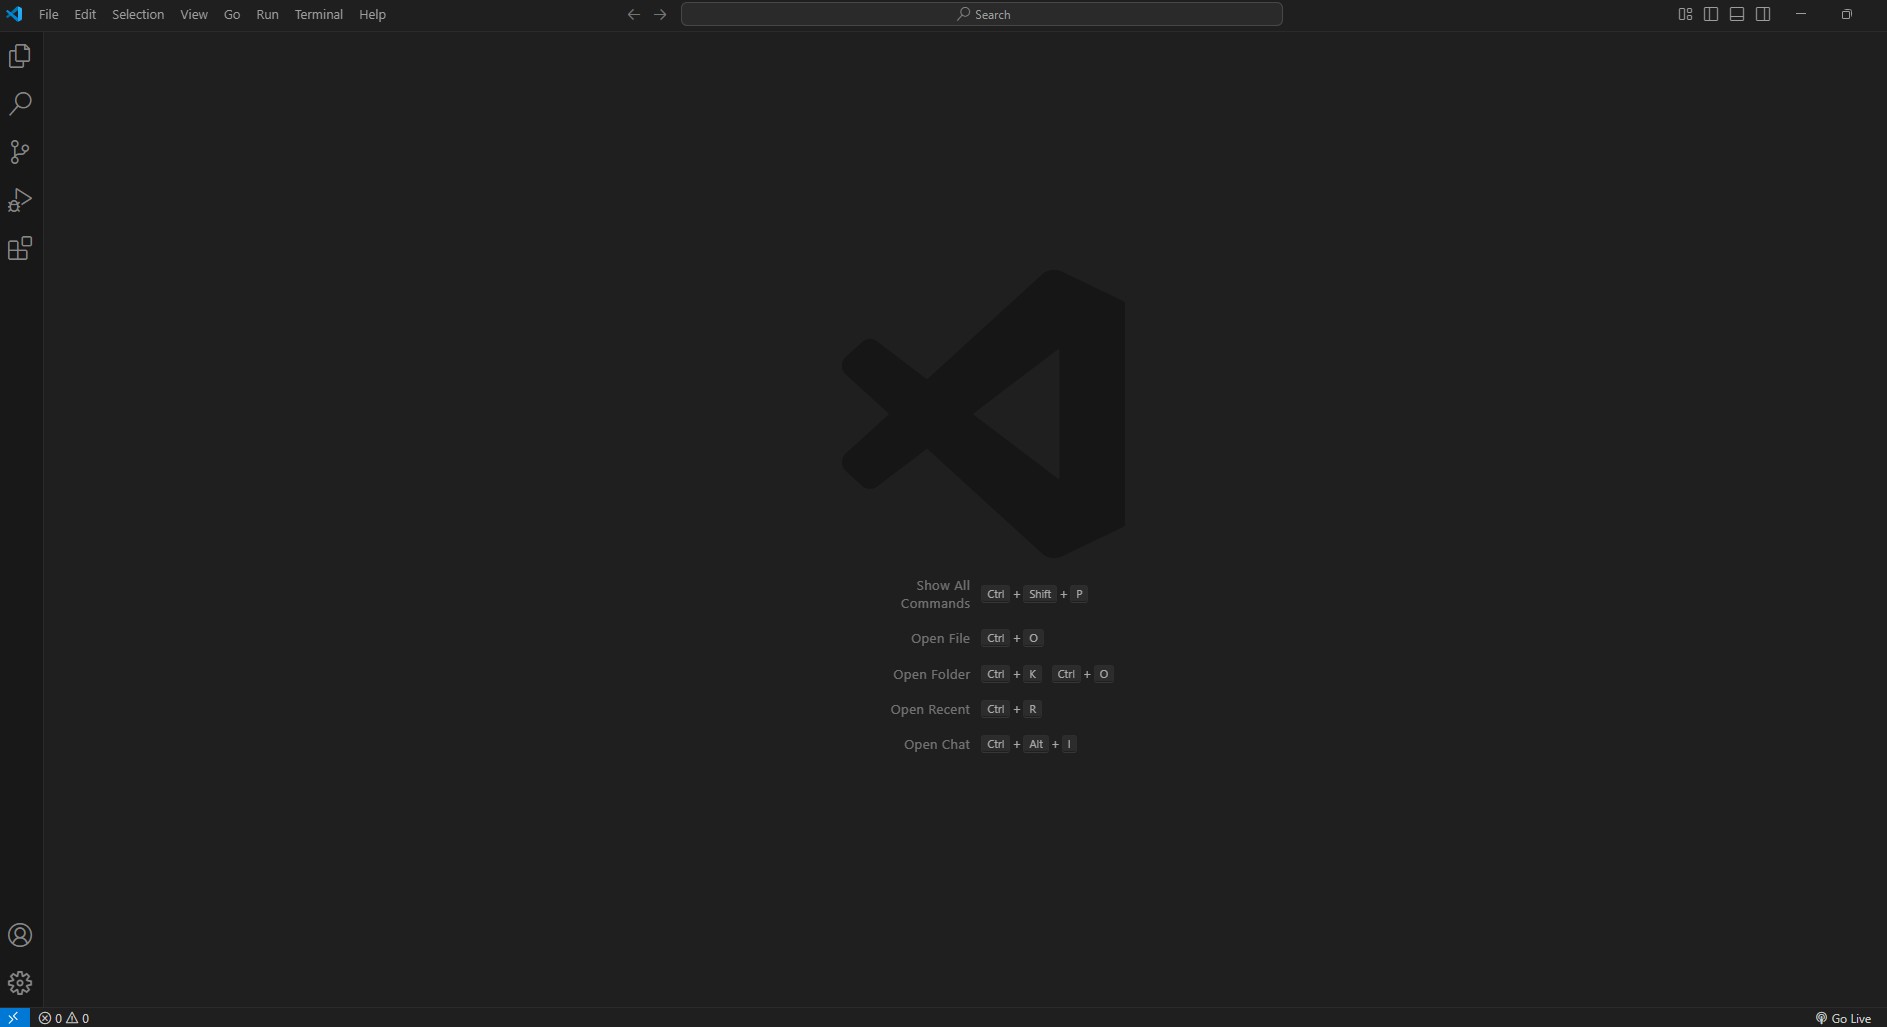 File Edit Selection View Go Run Terminal Help
Search
Show All
Commands Ctrl + Shift + P
Open File Ctrl + O
Open Folder Ctrl + K Ctrl + O
Open Recent Ctrl + R
Open Chat Ctrl + Alt + I
0 0
Go Live